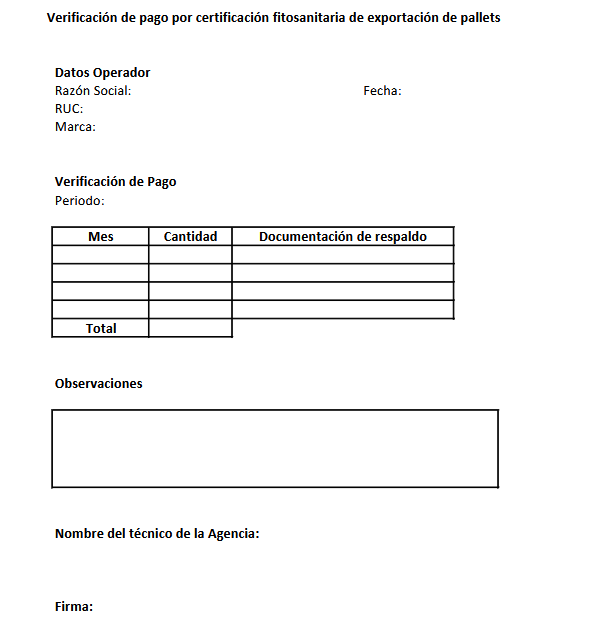 Verificación de pago por certificación fitosanitaria de exportación de pallets
Datos Operador
Razón Social: Fecha:
RUC:
Marca:
Verificación de Pago
Periodo:
Mes Cantidad Documentación de respaldo
Total
Observaciones
Nombre del técnico de la Agencia:
Firma: